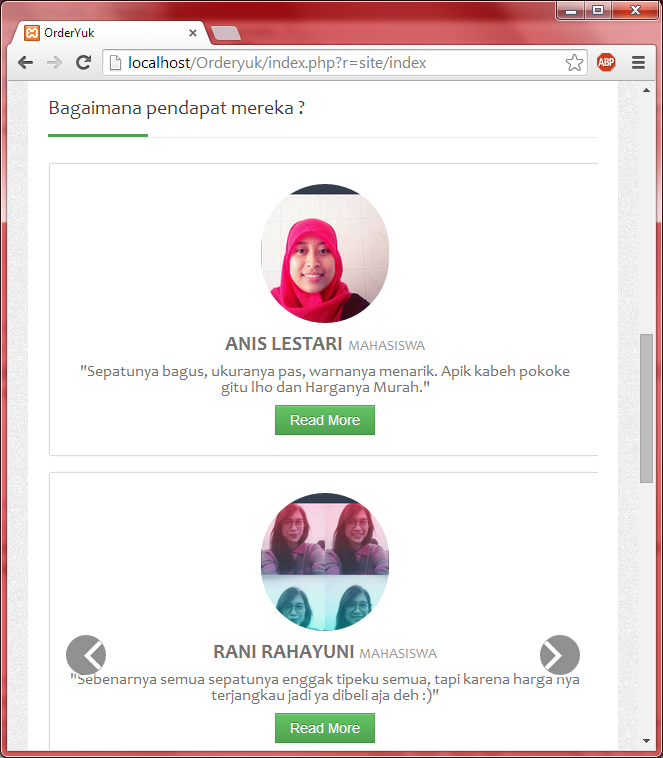 OrderYuk
localhost/Orderyuk/index.php?r=site/index
ABP
Bagaimana pendapat mereka ?
ANIS LESTARI MAHASISWA
"Sepatunya bagus, ukuranya pas, warnanya menarik. Apik kabeh pokoke
gitu lho dan Harganya Murah."
Read More
RANI RAHAYUNI MAHASISWA
"Sebenarnya semua sepatunya enggak tipeku semua, tapi karena harga nya
terjangkau jadi ya dibeli aja deh :)"
Read More